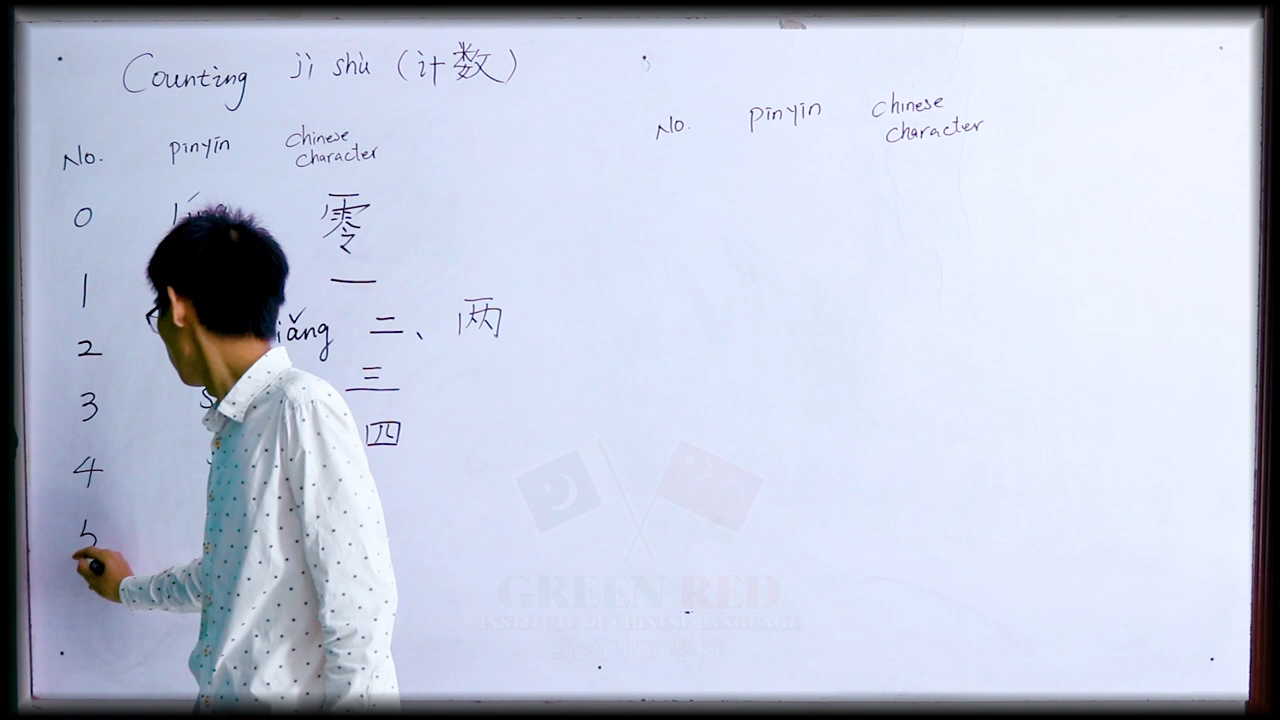 Counting jì shù (计数)
No. pīnyīn Chinese character
0 零
1 一
2 iǎng 二、两
3 s 三
4 四
5
No. pīnyīn Chinese character
GREEN RED
INSTITUTE OF CHINESE LANGUAGE